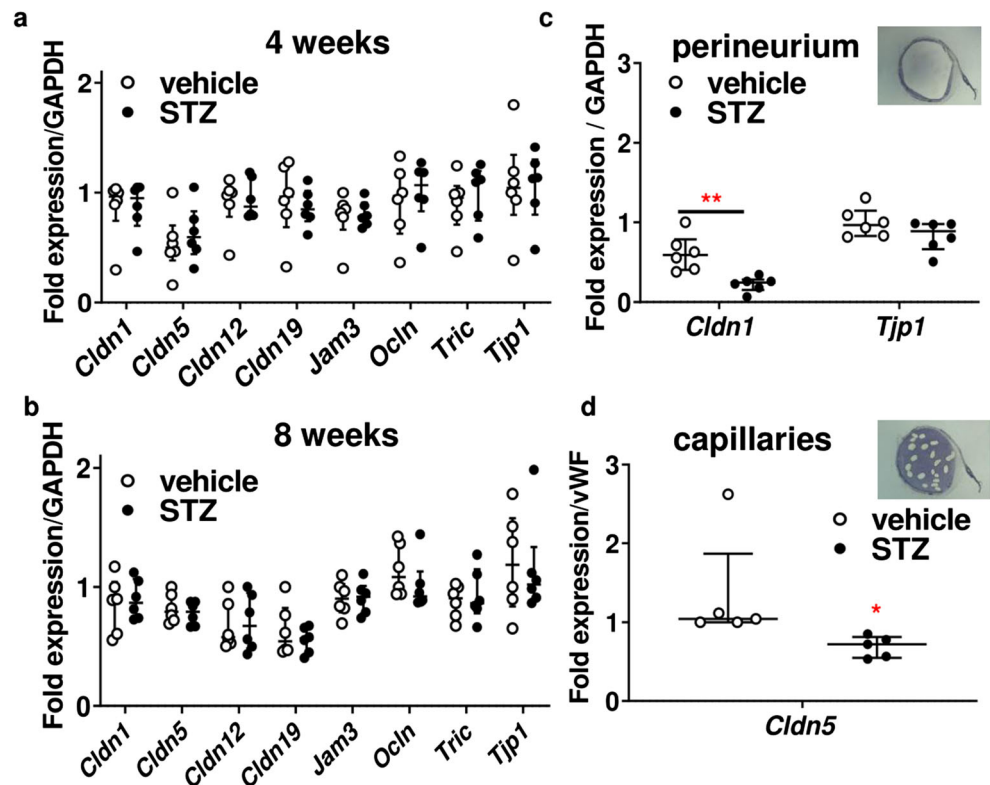 a
4 weeks
Fold expression/GAPDH
2
1
0
vehicle
STZ
Cldn1 Cldn5 Cldn12 Cldn19 Jam3 Ocln Tric Tjp1
b
8 weeks
Fold expression/GAPDH
2
1
0
vehicle
STZ
Cldn1 Cldn5 Cldn12 Cldn19 Jam3 Ocln Tric Tjp1
c
perineurium
Fold expression / GAPDH
3
2
1
0
vehicle
STZ
**
Cldn1 Tjp1
d
capillaries
Fold expression/vWF
3
2
1
0
vehicle
STZ
*
Cldn5